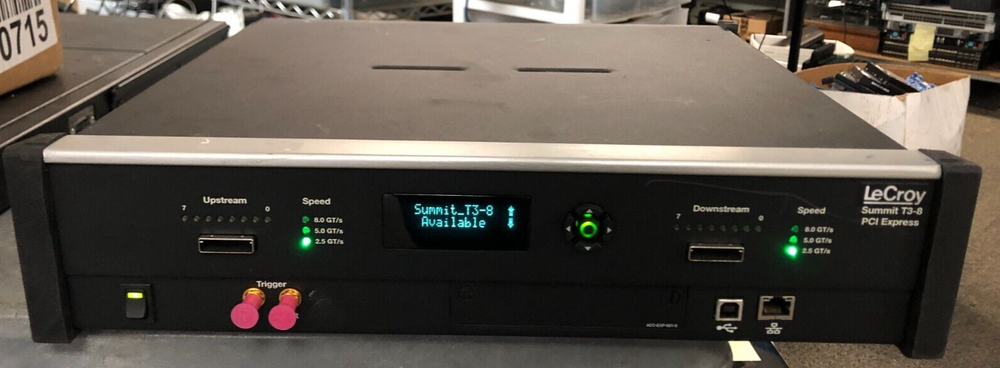 0715
LeCroy
Summit T3-8
PCI Express
Upstream
7 0
Speed
8.0 GT/s
5.0 GT/s
2.5 GT/s
Summit_T3-8
Available
Downstream
7 0
Speed
8.0 GT/s
5.0 GT/s
2.5 GT/s
Trigger